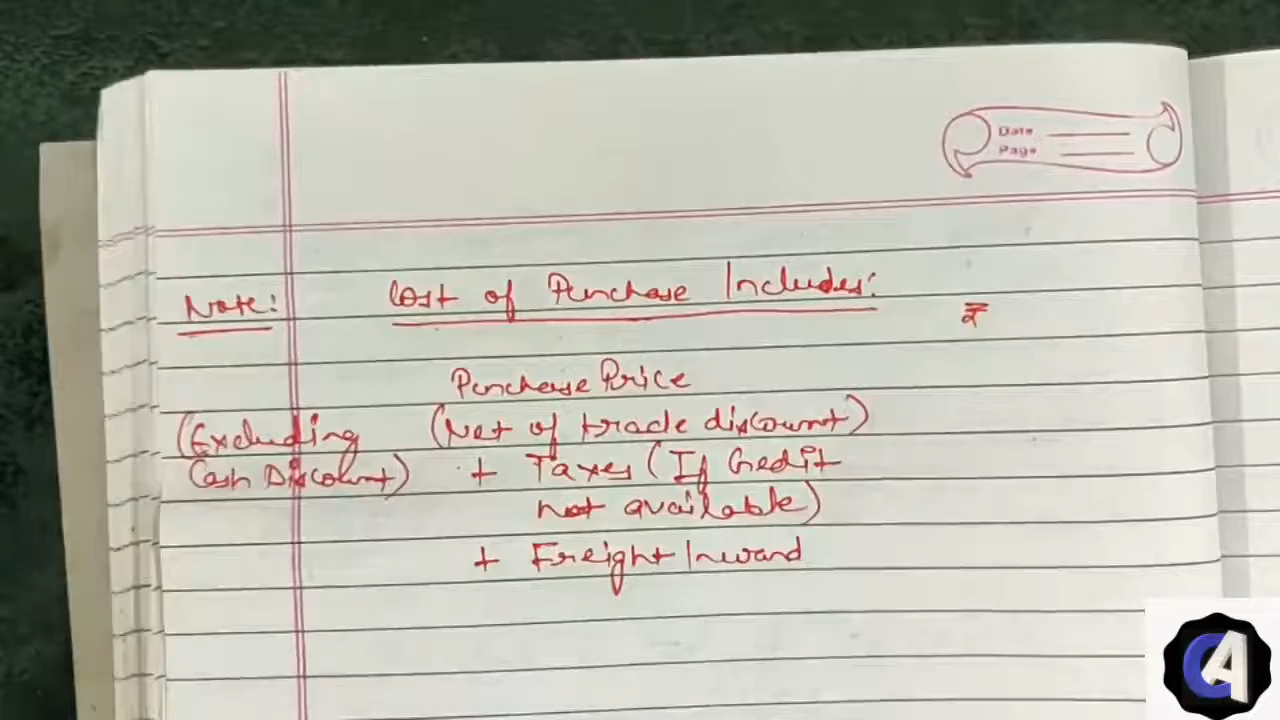 Date
Page
Note: Cost of Purchase Includes:
₹
Purchase Price
(Excluding (Net of trade discount)
Cash Discount) + Taxes (If Credit
not available)
+ Freight Inward
CA